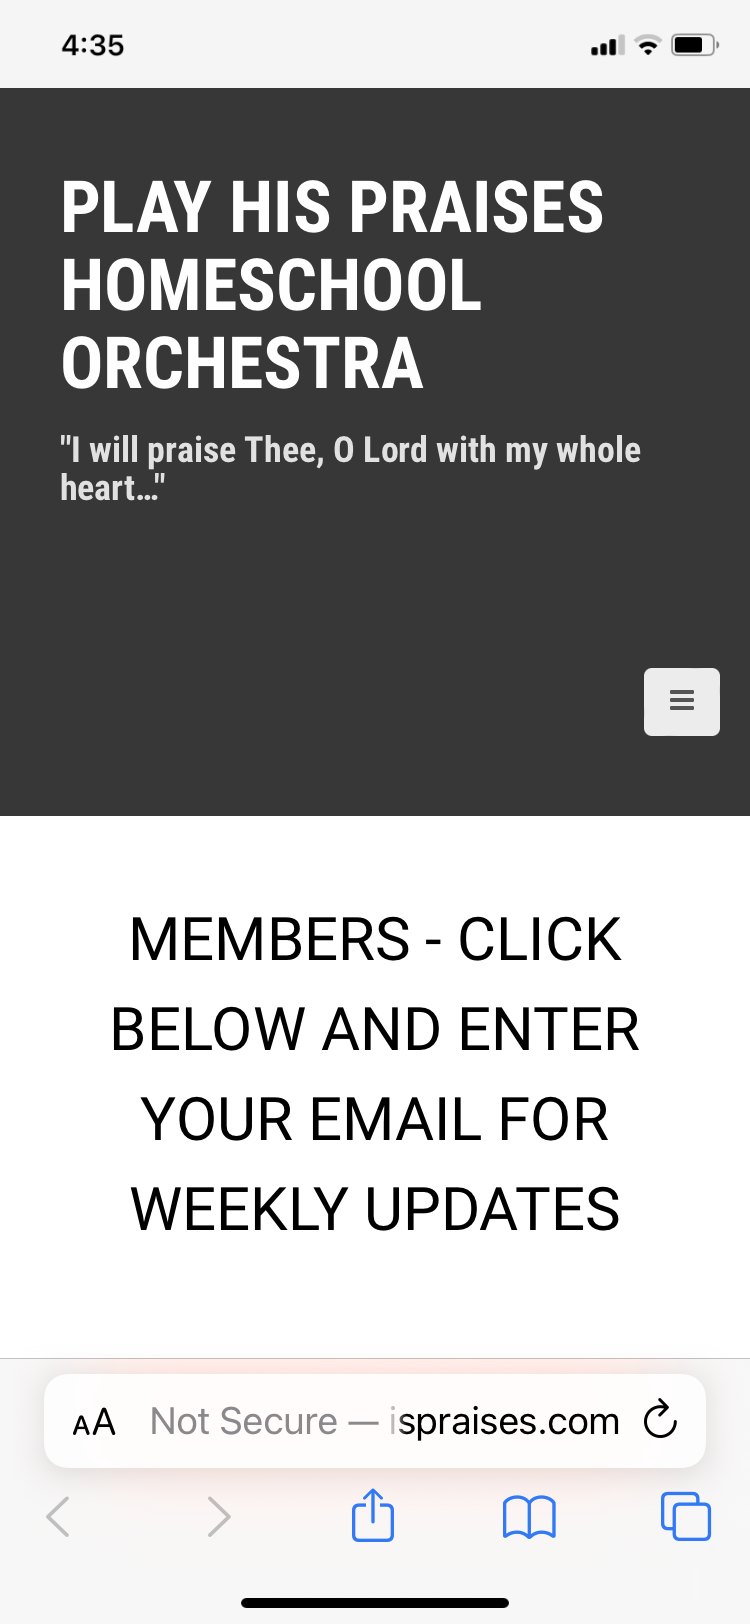 4:35
PLAY HIS PRAISES
HOMESCHOOL
ORCHESTRA
"I will praise Thee, O Lord with my whole
heart…"
MEMBERS - CLICK
BELOW AND ENTER
YOUR EMAIL FOR
WEEKLY UPDATES
AA Not Secure — ispraises.com